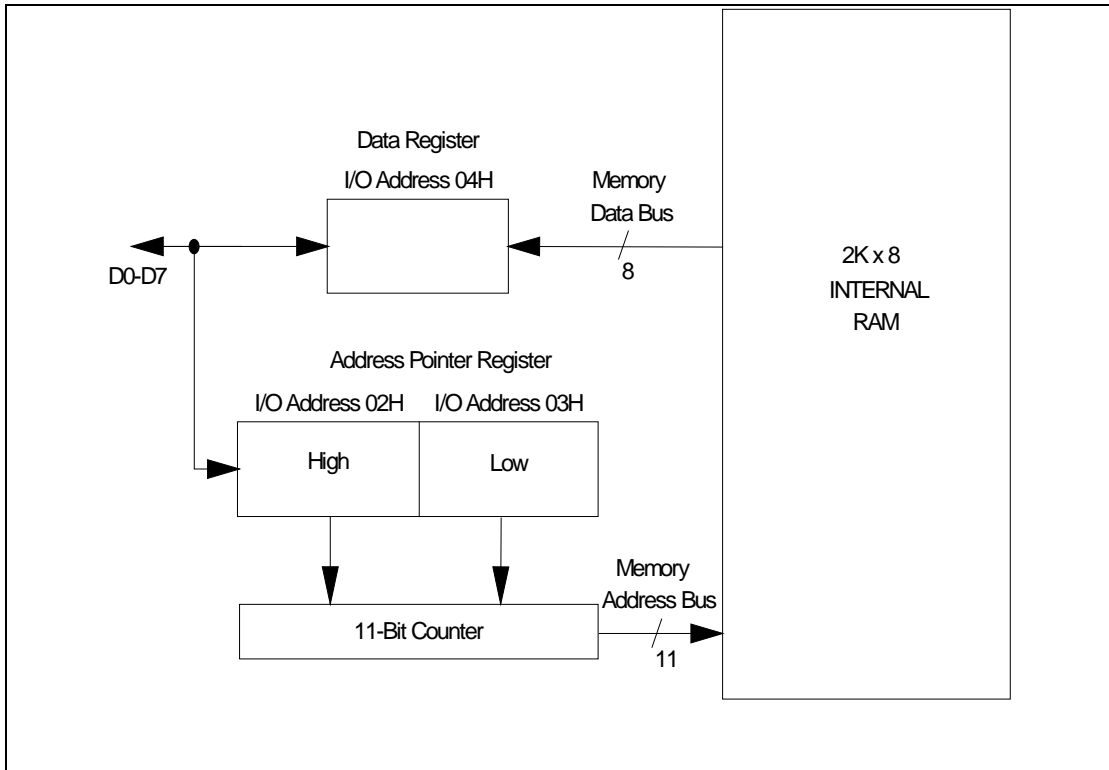 Data Register
I/O Address 04H
Memory
Data Bus
8
D0-D7
2K x 8
INTERNAL
RAM
Address Pointer Register
I/O Address 02H
I/O Address 03H
High
Low
Memory
Address Bus
11
11-Bit Counter